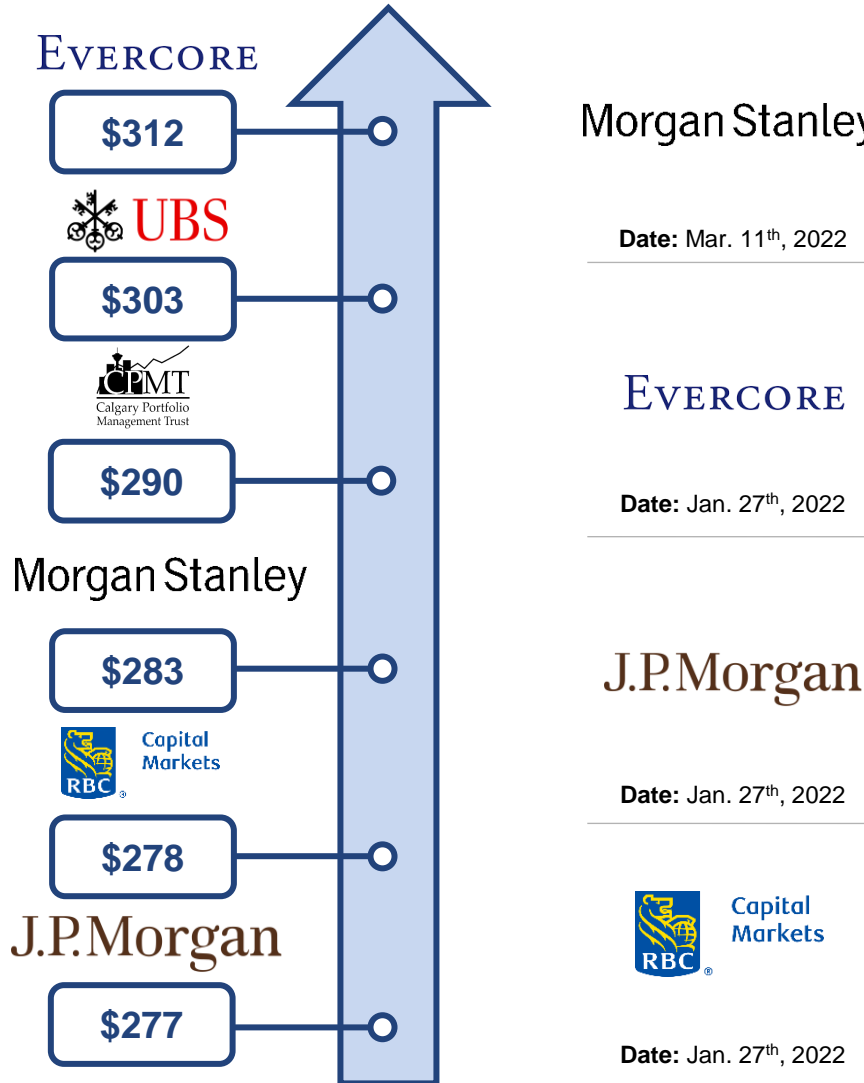 EVERCORE
$312
UBS
$303
CPMT
Calgary Portfolio
Management Trust
$290
Morgan Stanley
$283
RBC
®
Capital
Markets
$278
J.P.Morgan
$277
Morgan Stanley
Date: Mar. 11th, 2022
EVERCORE
Date: Jan. 27th, 2022
J.P.Morgan
Date: Jan. 27th, 2022
RBC
®
Capital
Markets
Date: Jan. 27th, 2022